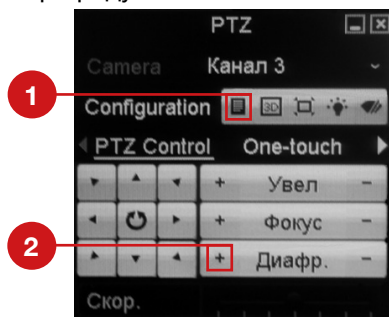 PTZ
Camera Канал 3
1
Configuration 3D
PTZ Control One-touch
+ Увел −
+ Фокус −
2
+ Диафр. −
Скор.